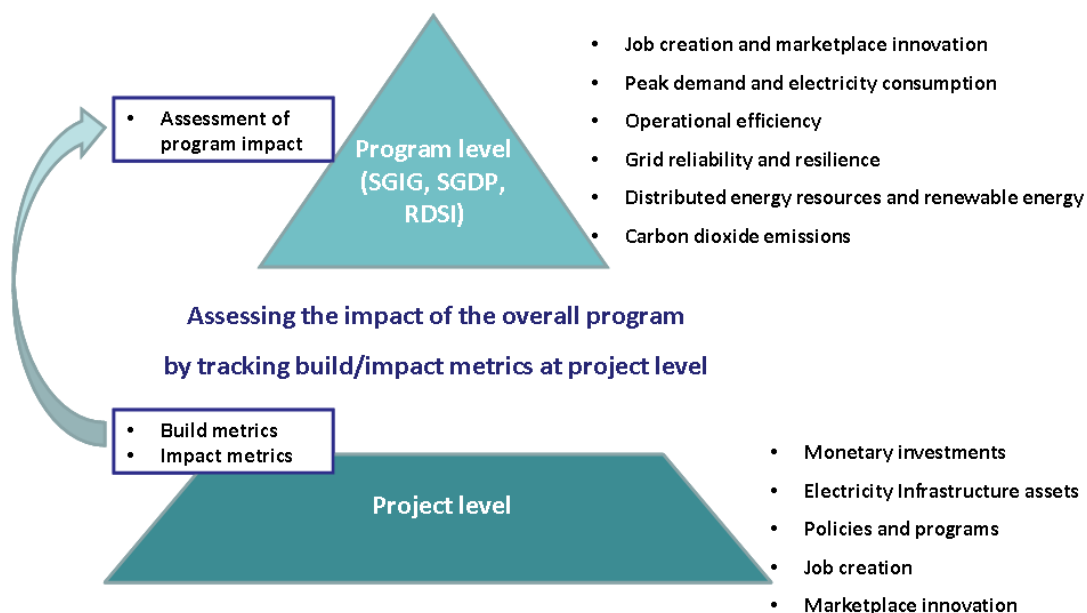 • Job creation and marketplace innovation
• Peak demand and electricity consumption
• Operational efficiency
• Grid reliability and resilience
• Distributed energy resources and renewable energy
• Carbon dioxide emissions
• Assessment of
program impact
Program level
(SGIG, SGDP,
RDSI)
Assessing the impact of the overall program
by tracking build/impact metrics at project level
• Build metrics
• Impact metrics
Project level
• Monetary investments
• Electricity Infrastructure assets
• Policies and programs
• Job creation
• Marketplace innovation